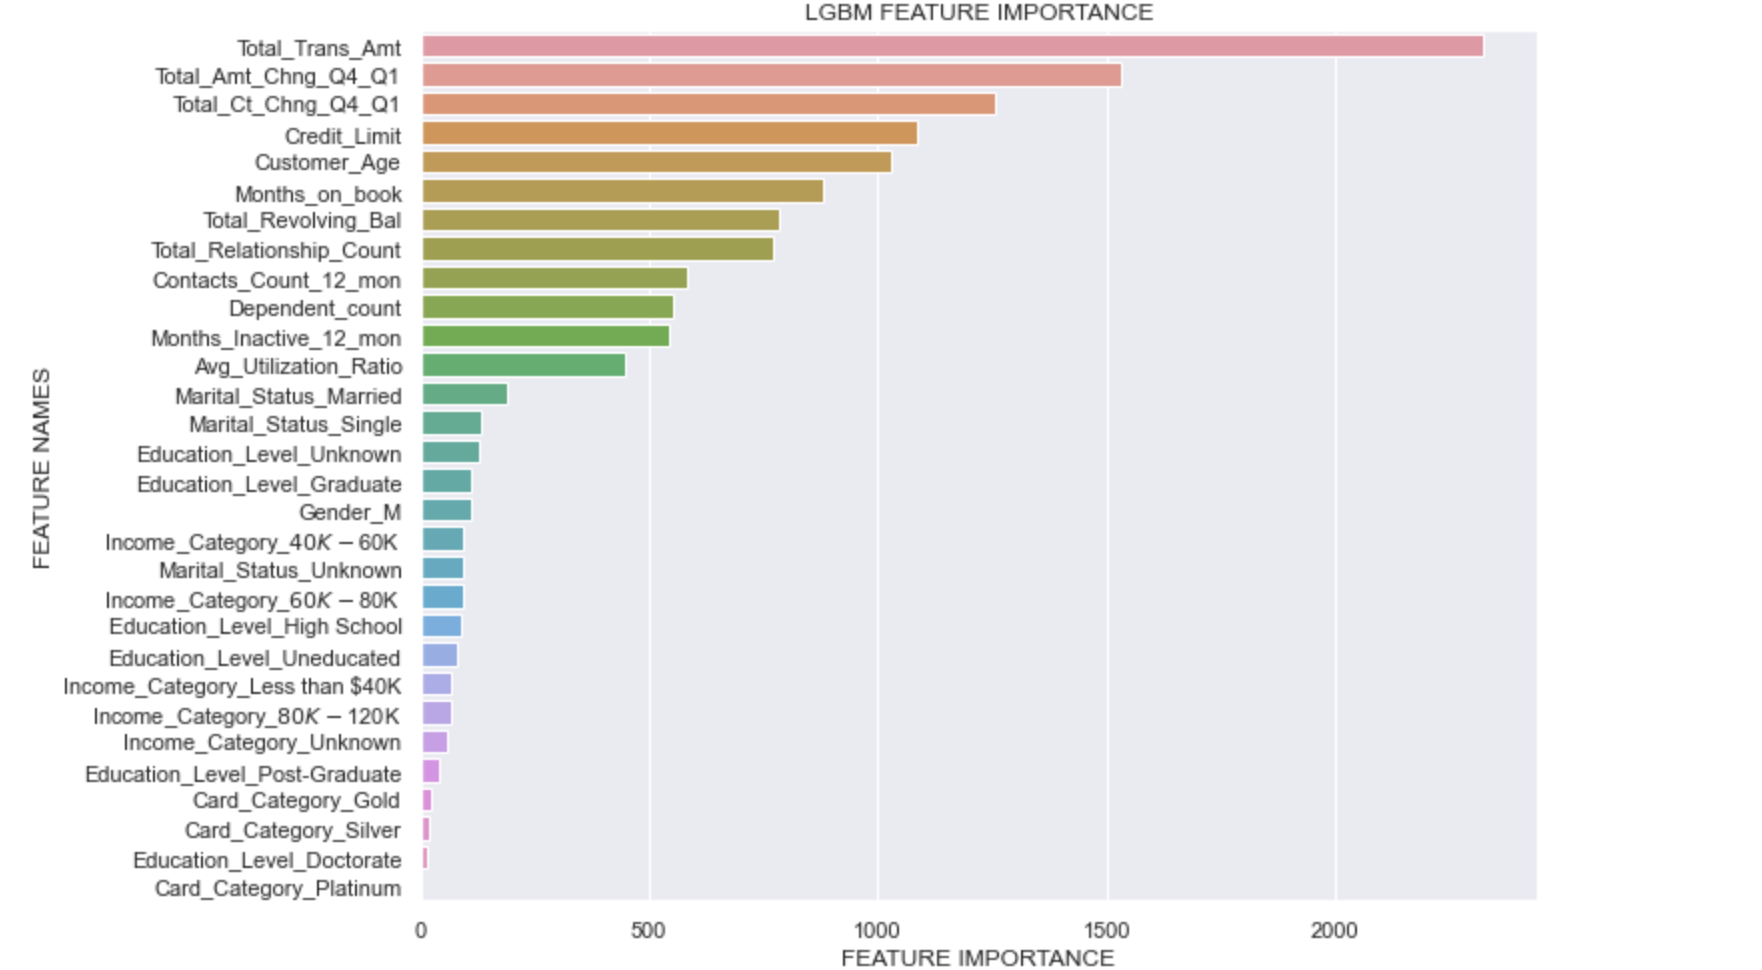 LGBM FEATURE IMPORTANCE
Total_Trans_Amt
Total_Amt_Chng_Q4_Q1
Total_Ct_Chng_Q4_Q1
Credit_Limit
Customer_Age
Months_on_book
Total_Revolving_Bal
Total_Relationship_Count
Contacts_Count_12_mon
Dependent_count
Months_Inactive_12_mon
Avg_Utilization_Ratio
Marital_Status_Married
Marital_Status_Single
Education_Level_Unknown
Education_Level_Graduate
Gender_M
Income_Category_40K − 60K
Marital_Status_Unknown
Income_Category_60K − 80K
Education_Level_High School
Education_Level_Uneducated
Income_Category_Less than $40K
Income_Category_80K − 120K
Income_Category_Unknown
Education_Level_Post-Graduate
Card_Category_Gold
Card_Category_Silver
Education_Level_Doctorate
Card_Category_Platinum
FEATURE NAMES
0 500 1000 1500 2000
FEATURE IMPORTANCE